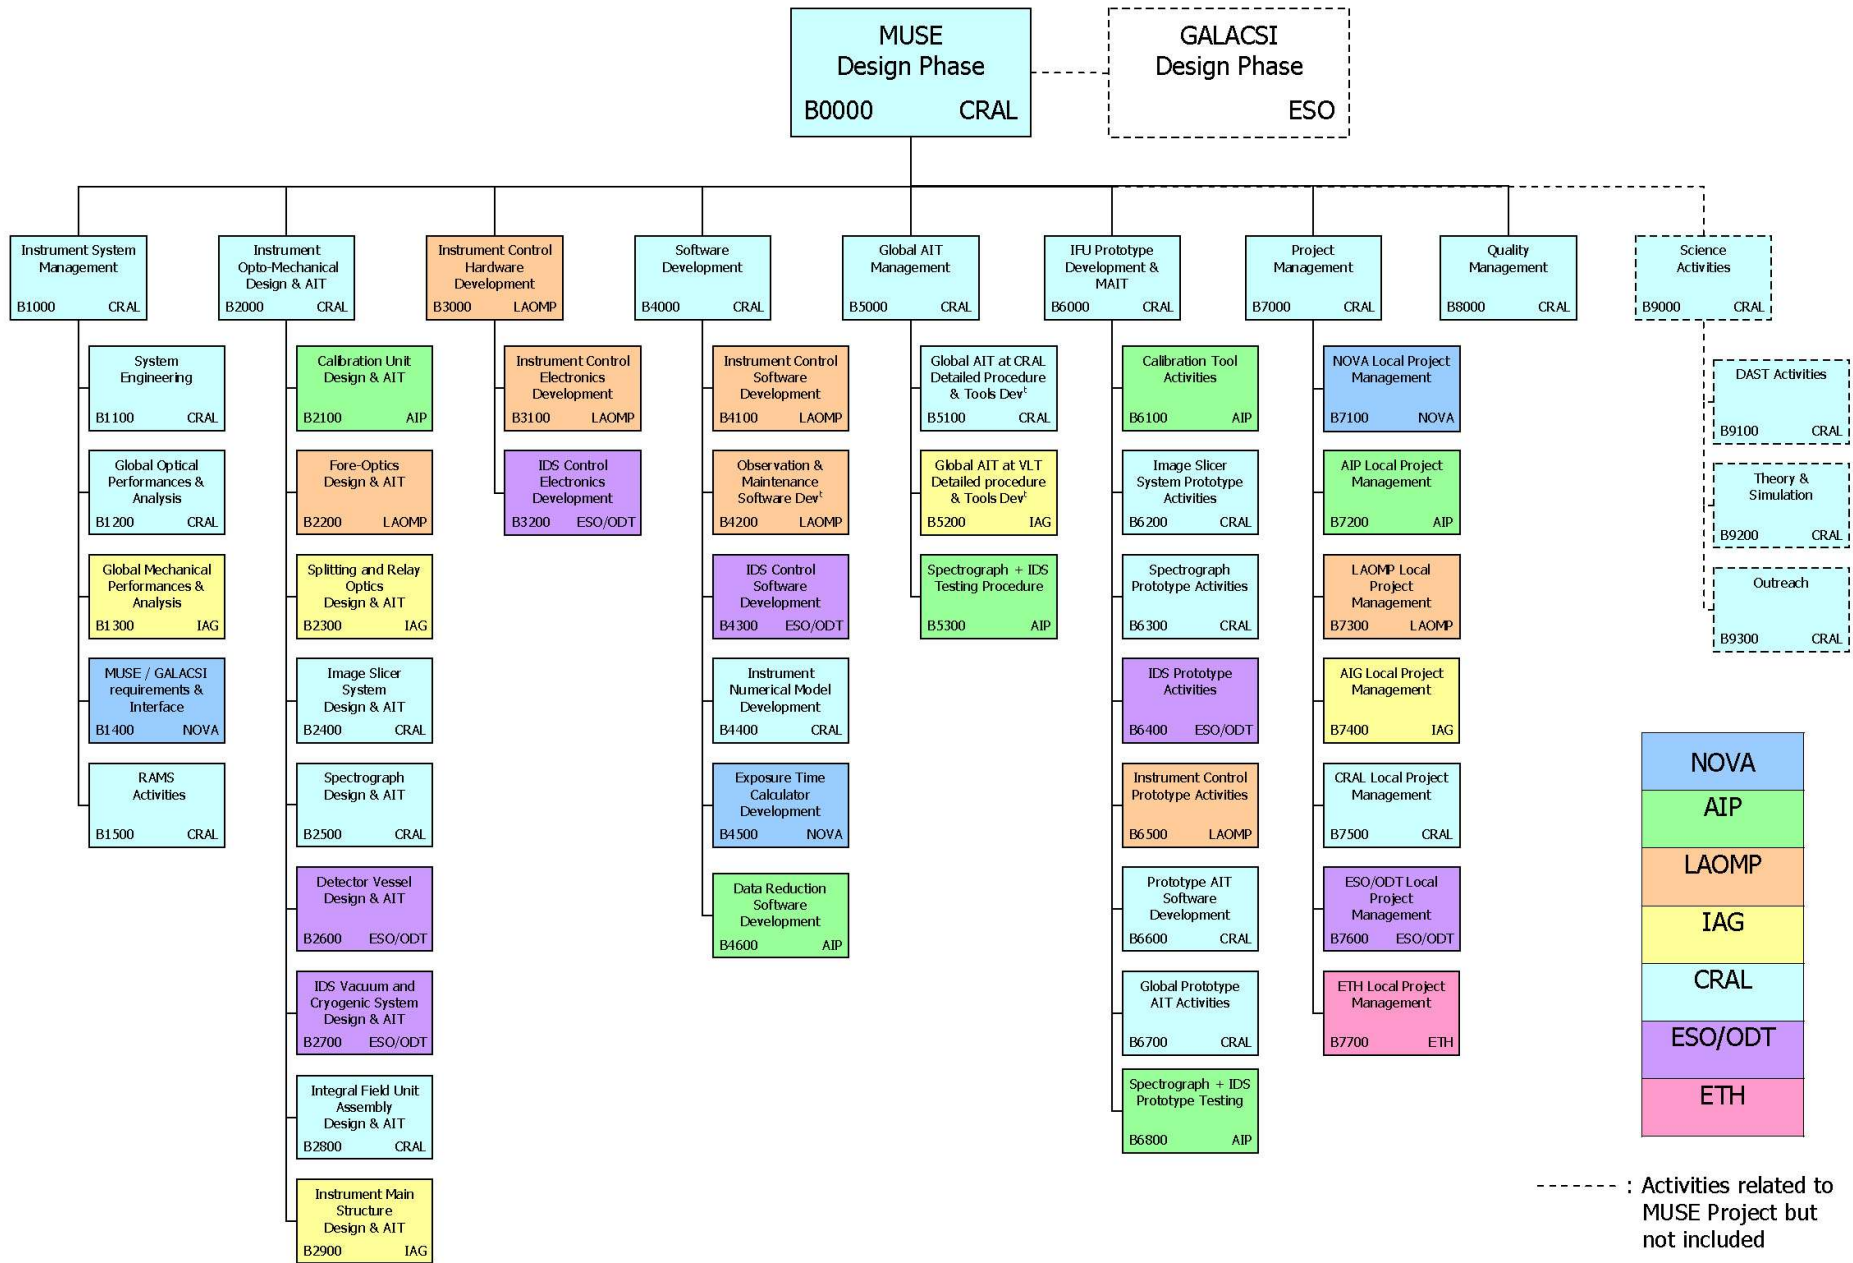 MUSE
Design Phase
B0000 CRAL
GALACSI
Design Phase
ESO
Instrument System
Management
B1000 CRAL
System
Engineering
B1100 CRAL
Global Optical
Performances &
Analysis
B1200 CRAL
Global Mechanical
Performances &
Analysis
B1300 IAG
MUSE / GALACSI
requirements &
Interface
B1400 NOVA
RAMS
Activities
B1500 CRAL
Instrument
Opto-Mechanical
Design & AIT
B2000 CRAL
Calibration Unit
Design & AIT
B2100 AIP
Fore-Optics
Design & AIT
B2200 LAOMP
Splitting and Relay
Optics
Design & AIT
B2300 IAG
Image Slicer
System
Design & AIT
B2400 CRAL
Spectrograph
Design & AIT
B2500 CRAL
Detector Vessel
Design & AIT
B2600 ESO/ODT
IDS Vacuum and
Cryogenic System
Design & AIT
B2700 ESO/ODT
Integral Field Unit
Assembly
Design & AIT
B2800 CRAL
Instrument Main
Structure
Design & AIT
B2900 IAG
Instrument Control
Hardware
Development
B3000 LAOMP
Instrument Control
Electronics
Development
B3100 LAOMP
IDS Control
Electronics
Development
B3200 ESO/ODT
Software
Development
B4000 CRAL
Instrument Control
Software
Development
B4100 LAOMP
Observation &
Maintenance
Software Devᵗ
B4200 LAOMP
IDS Control
Software
Development
B4300 ESO/ODT
Instrument
Numerical Model
Development
B4400 CRAL
Exposure Time
Calculator
Development
B4500 NOVA
Data Reduction
Software
Development
B4600 AIP
Global AIT
Management
B5000 CRAL
Global AIT at CRAL
Detailed Procedure
& Tools Devᵗ
B5100 CRAL
Global AIT at VLT
Detailed procedure
& Tools Devᵗ
B5200 IAG
Spectrograph + IDS
Testing Procedure
B5300 AIP
IFU Prototype
Development &
MAIT
B6000 CRAL
Calibration Tool
Activities
B6100 AIP
Image Slicer
System Prototype
Activities
B6200 CRAL
Spectrograph
Prototype Activities
B6300 CRAL
IDS Prototype
Activities
B6400 ESO/ODT
Instrument Control
Prototype Activities
B6500 LAOMP
Prototype AIT
Software
Development
B6600 CRAL
Global Prototype
AIT Activities
B6700 CRAL
Spectrograph + IDS
Prototype Testing
B6800 AIP
Project
Management
B7000 CRAL
NOVA Local Project
Management
B7100 NOVA
AIP Local Project
Management
B7200 AIP
LAOMP Local
Project
Management
B7300 LAOMP
AIG Local Project
Management
B7400 IAG
CRAL Local Project
Management
B7500 CRAL
ESO/ODT Local
Project
Management
B7600 ESO/ODT
ETH Local Project
Management
B7700 ETH
Quality
Management
B8000 CRAL
Science
Activities
B9000 CRAL
DAST Activities
B9100 CRAL
Theory &
Simulation
B9200 CRAL
Outreach
B9300 CRAL
NOVA
AIP
LAOMP
IAG
CRAL
ESO/ODT
ETH
: Activities related to
MUSE Project but
not included